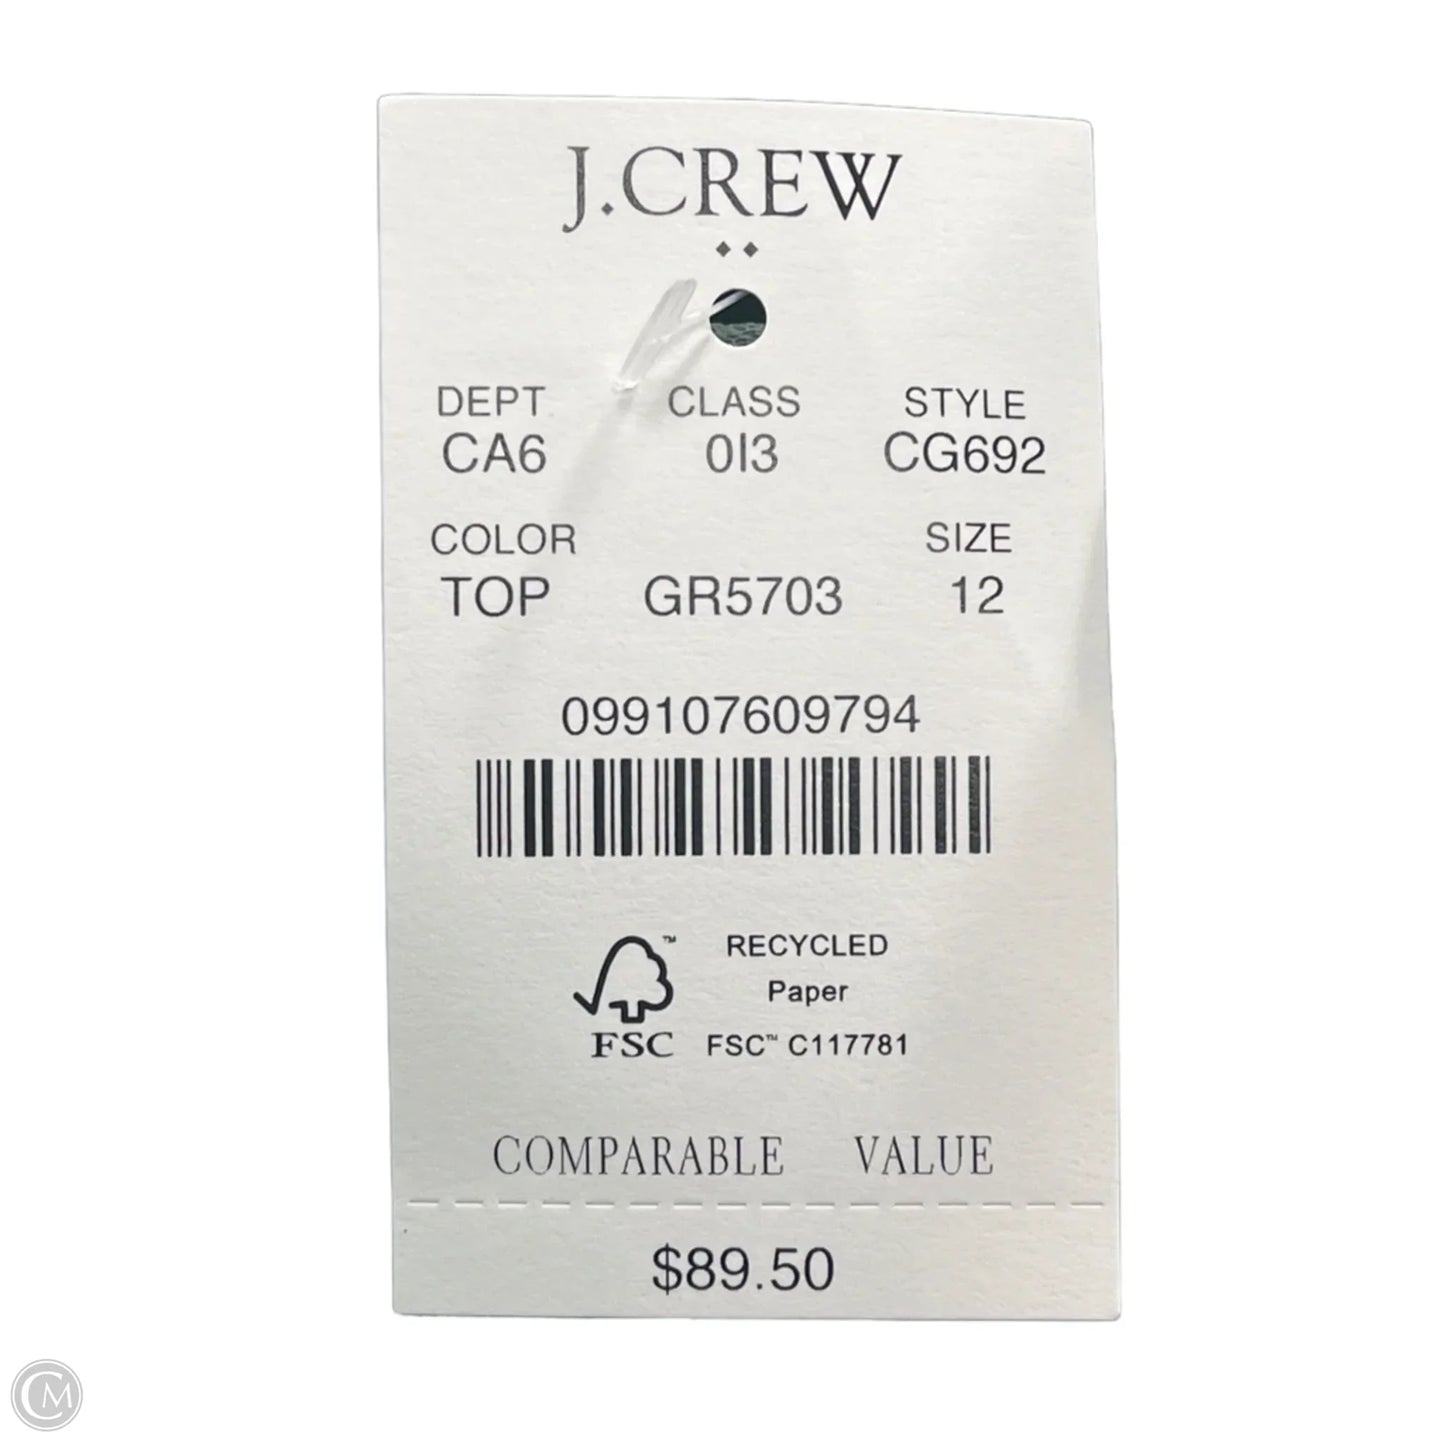 J.CREW
DEPT CLASS STYLE
CA6 0I3 CG692
COLOR SIZE
TOP GR5703 12
099107609794
RECYCLED
Paper
FSC FSC™ C117781
COMPARABLE VALUE
$89.50
CM